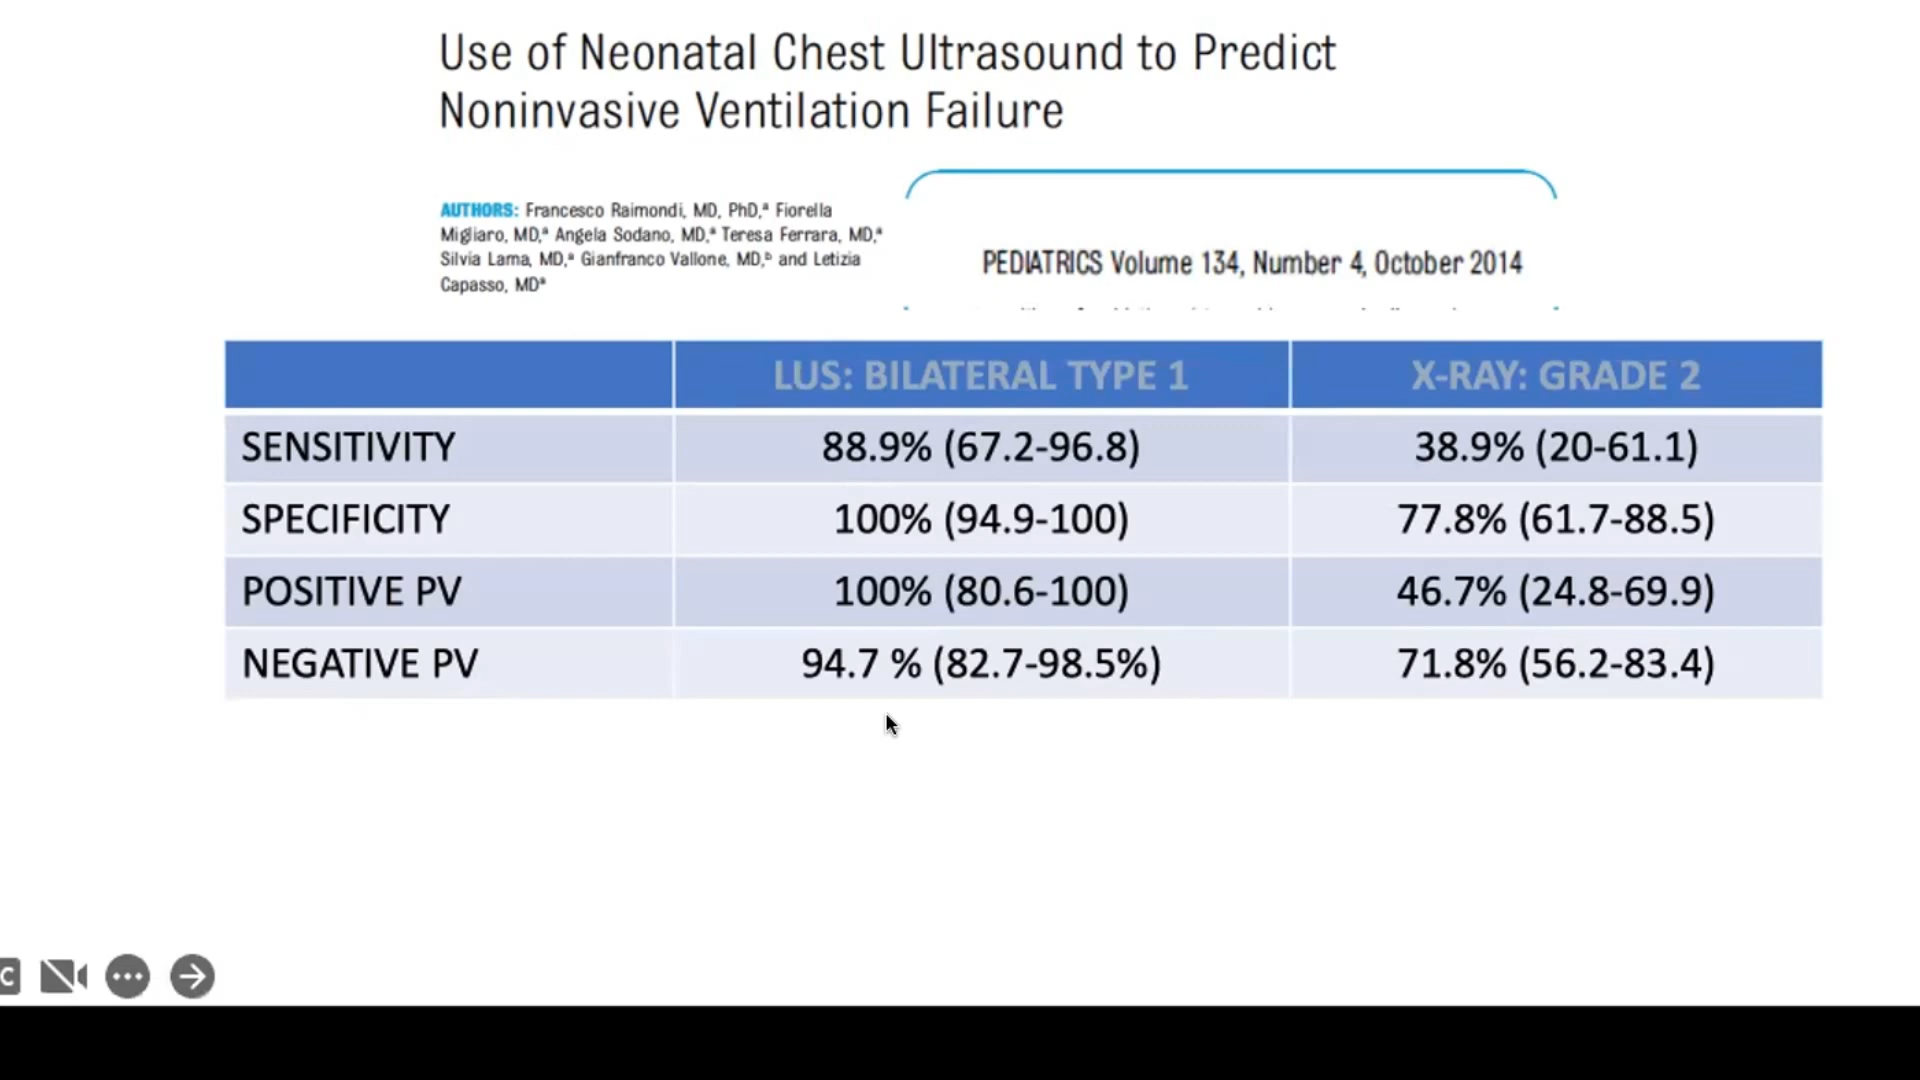 Use of Neonatal Chest Ultrasound to Predict
Noninvasive Ventilation Failure
AUTHORS: Francesco Raimondi, MD, PhD,ª Fiorella
Migliaro, MD,ª Angela Sodano, MD,ª Teresa Ferrara, MD,ª
Silvia Lama, MD,ª Gianfranco Vallone, MD,ᵇ and Letizia
Capasso, MDª
PEDIATRICS Volume 134, Number 4, October 2014
LUS: BILATERAL TYPE 1 X-RAY: GRADE 2
SENSITIVITY 88.9% (67.2-96.8) 38.9% (20-61.1)
SPECIFICITY 100% (94.9-100) 77.8% (61.7-88.5)
POSITIVE PV 100% (80.6-100) 46.7% (24.8-69.9)
NEGATIVE PV 94.7 % (82.7-98.5%) 71.8% (56.2-83.4)
C